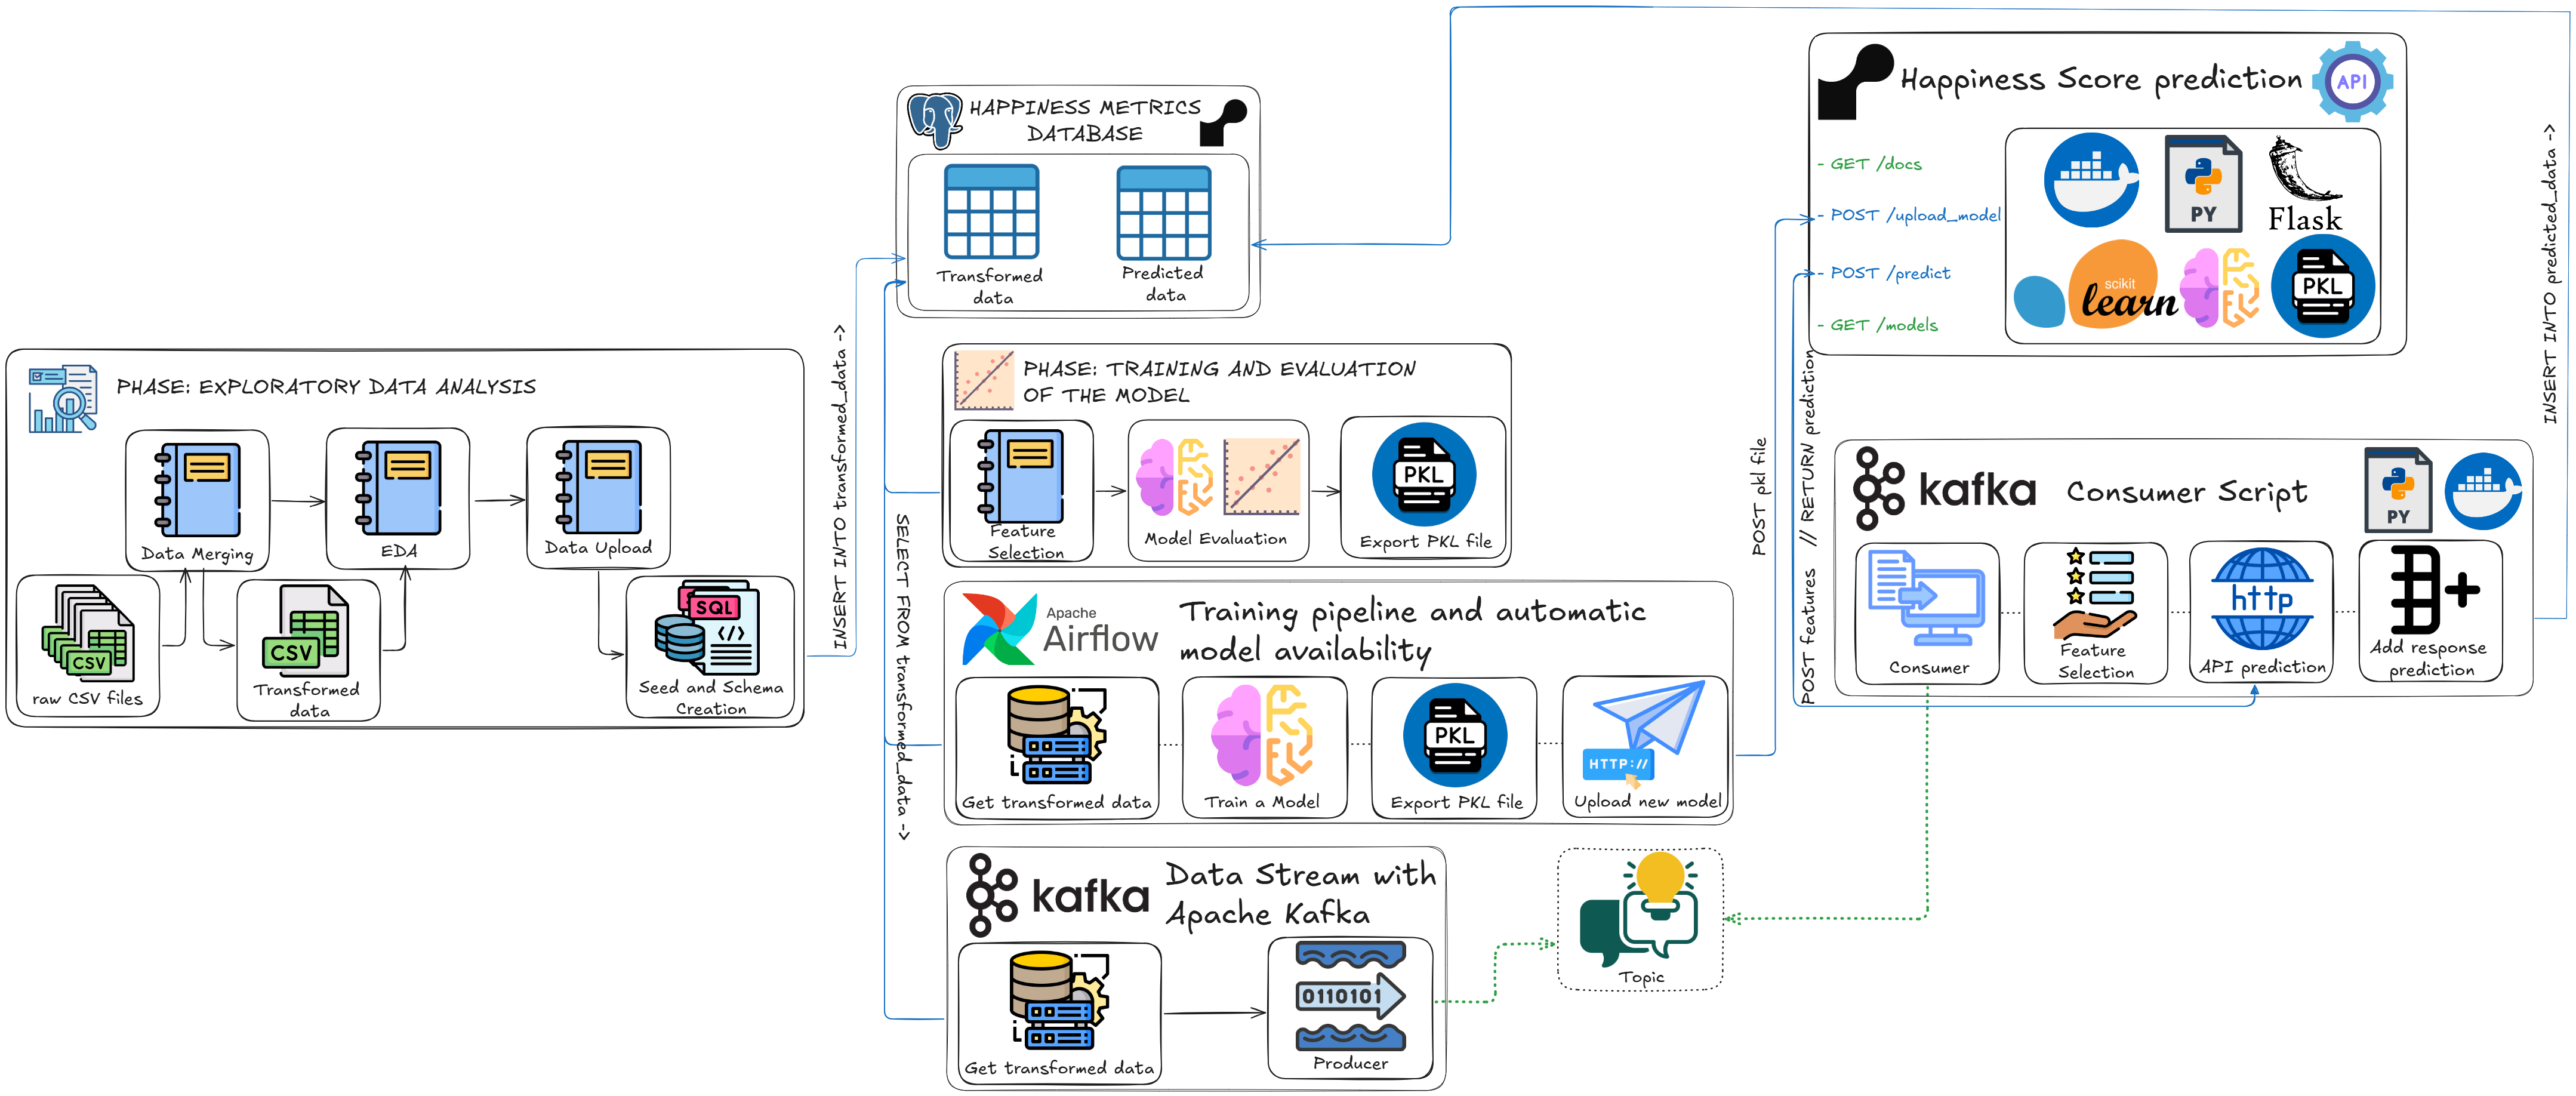 PHASE: EXPLORATORY DATA ANALYSIS
Data Merging
EDA
Data Upload
CSV
raw CSV files
CSV
Transformed
data
SQL
</>
Seed and Schema
Creation
INSERT INTO transformed_data ->
HAPPINESS METRICS
DATABASE
Transformed
data
Predicted
data
SELECT FROM transformed_data ->
PHASE: TRAINING AND EVALUATION
OF THE MODEL
Feature
Selection
Model Evaluation
PKL
Export PKL file
Apache
Airflow
Training pipeline and automatic
model availability
Get transformed data
Train a Model
PKL
Export PKL file
HTTP://
Upload new model
kafka
Data Stream with
Apache Kafka
Get transformed data
0110101
Producer
Topic
POST pkl file
POST features // RETURN prediction
Happiness Score prediction
API
- GET /docs
- POST /upload_model
- POST /predict
- GET /models
PY
Flask
scikit
learn
PKL
kafka
Consumer Script
PY
Consumer
Feature
Selection
http
API prediction
Add response
prediction
INSERT INTO predicted_data ->